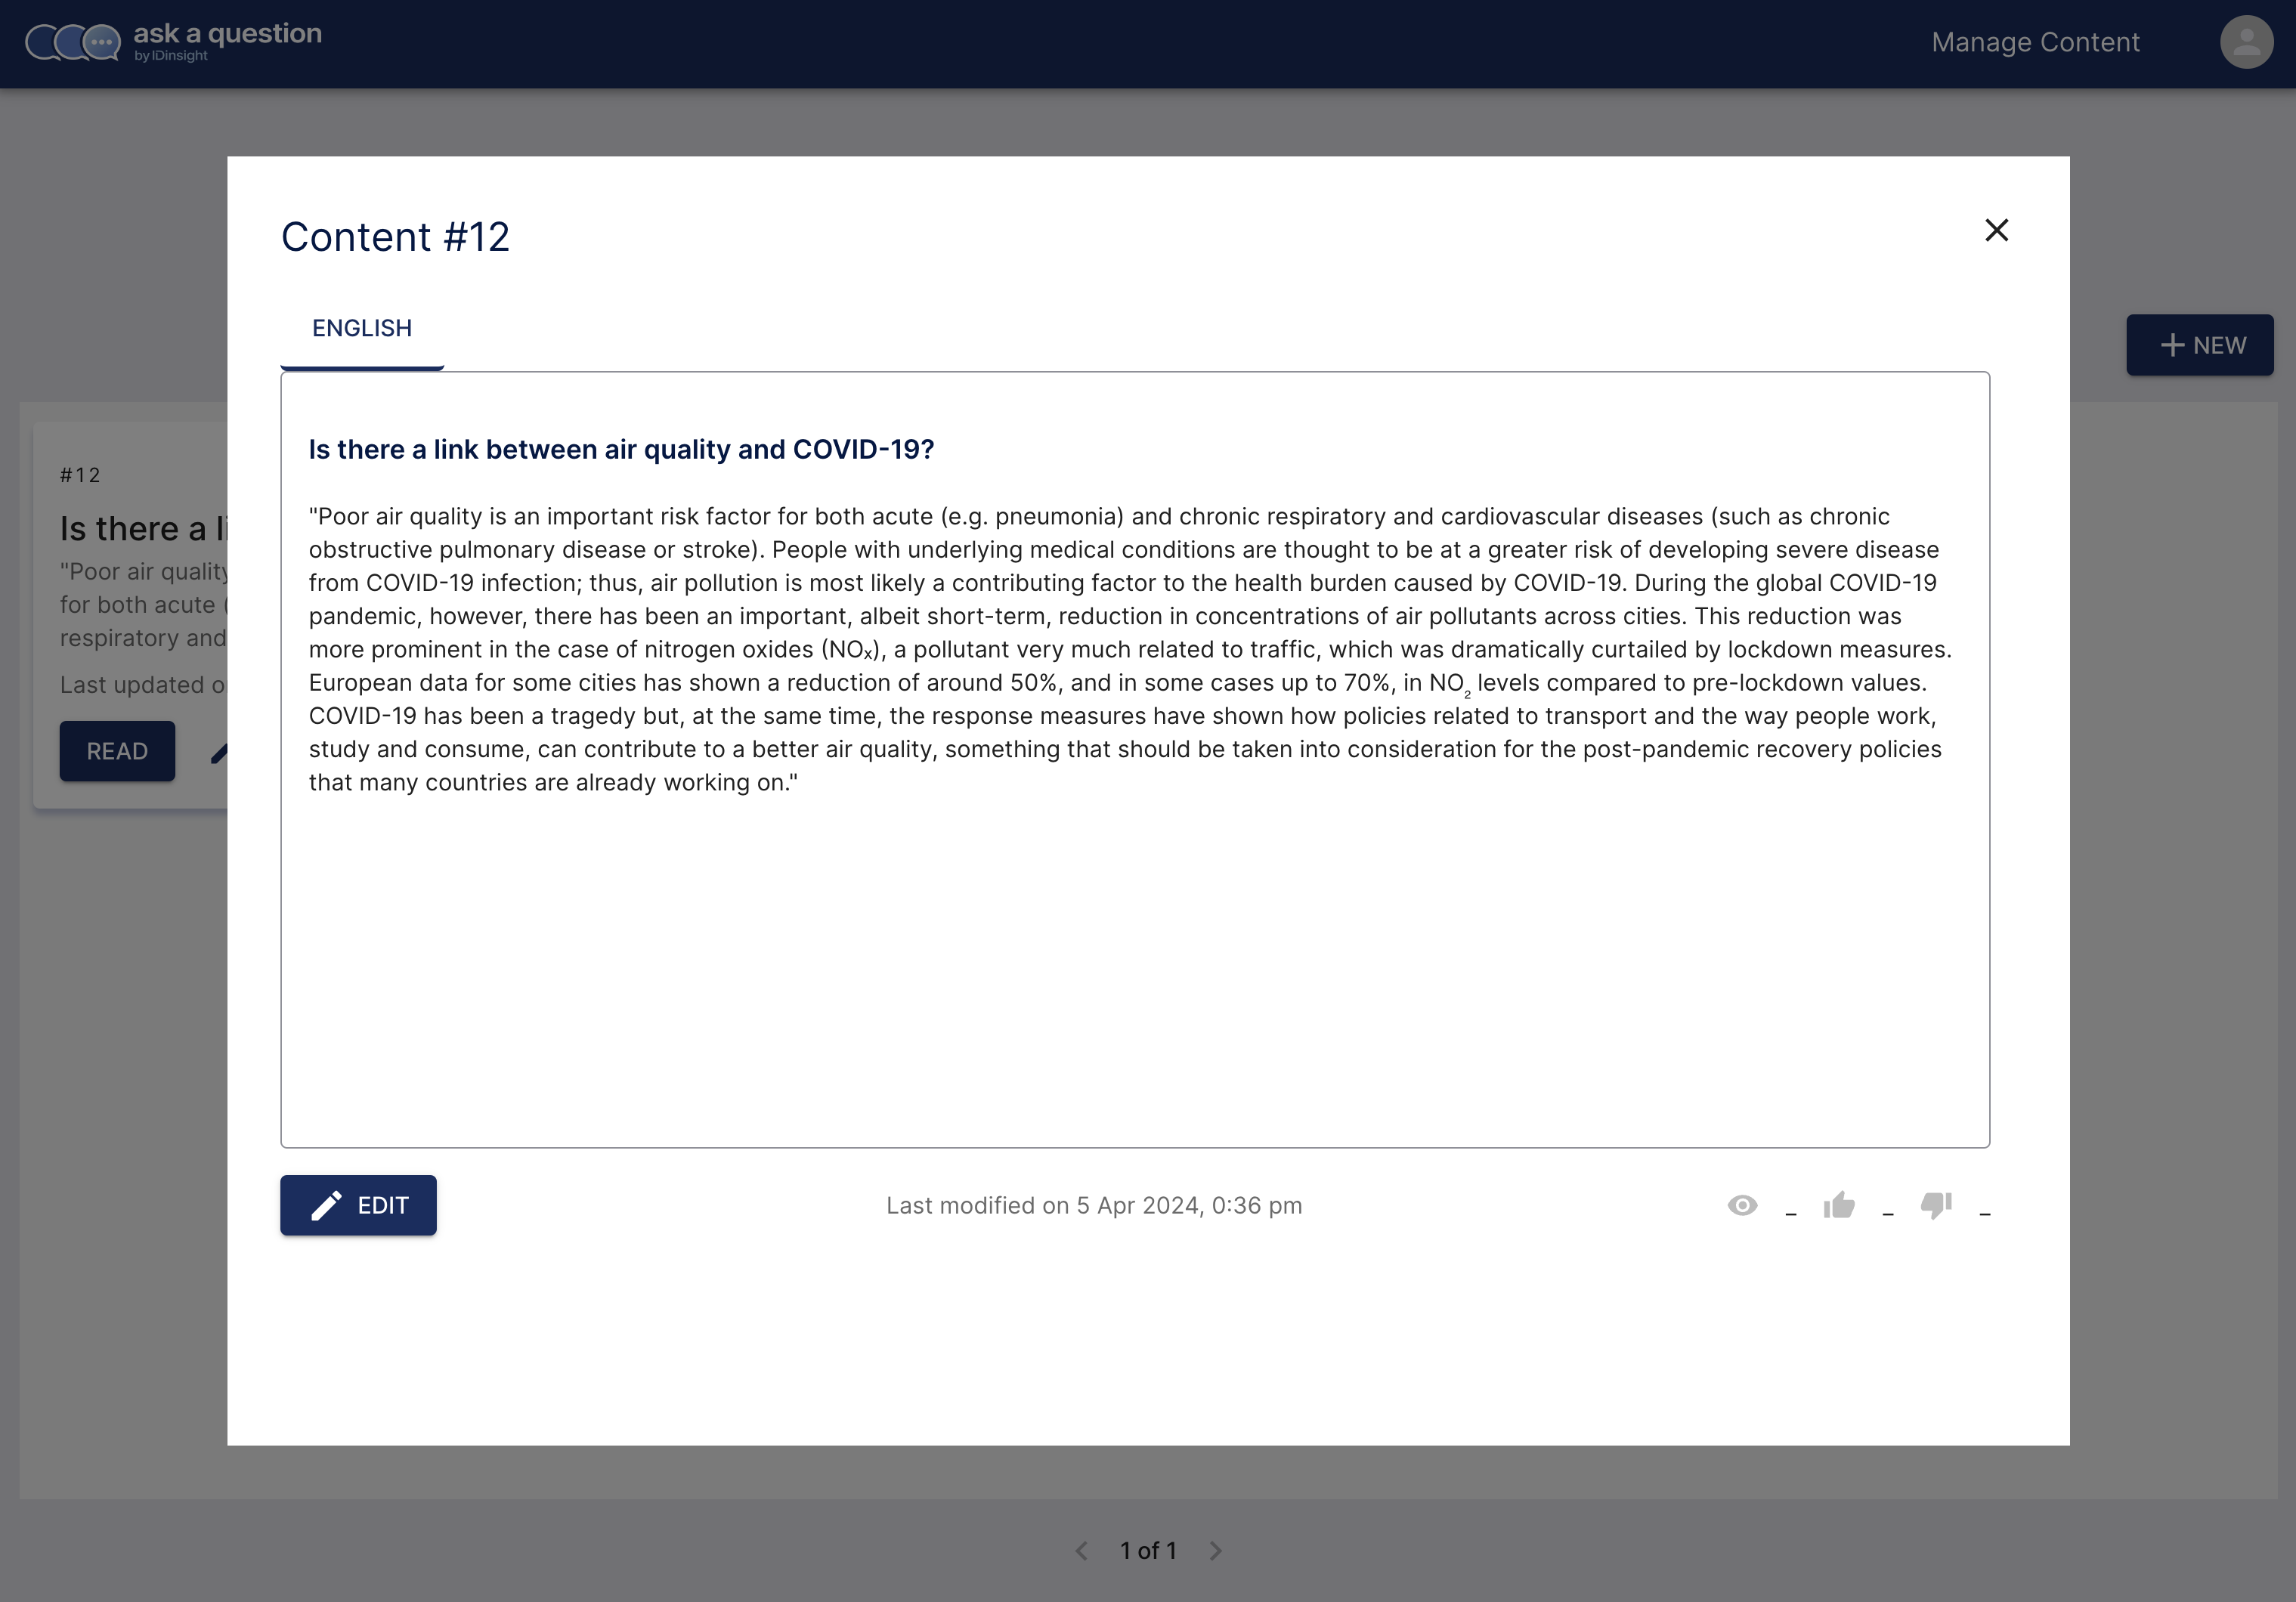 ask a question
by IDinsight
Manage Content
Content #12
ENGLISH
+ NEW
Is there a link between air quality and COVID-19?
"Poor air quality is an important risk factor for both acute (e.g. pneumonia) and chronic respiratory and cardiovascular diseases (such as chronic
obstructive pulmonary disease or stroke). People with underlying medical conditions are thought to be at a greater risk of developing severe disease
from COVID-19 infection; thus, air pollution is most likely a contributing factor to the health burden caused by COVID-19. During the global COVID-19
pandemic, however, there has been an important, albeit short-term, reduction in concentrations of air pollutants across cities. This reduction was
more prominent in the case of nitrogen oxides (NOₓ), a pollutant very much related to traffic, which was dramatically curtailed by lockdown measures.
European data for some cities has shown a reduction of around 50%, and in some cases up to 70%, in NO₂ levels compared to pre-lockdown values.
COVID-19 has been a tragedy but, at the same time, the response measures have shown how policies related to transport and the way people work,
study and consume, can contribute to a better air quality, something that should be taken into consideration for the post-pandemic recovery policies
that many countries are already working on."
#12
Is there a
"Poor air quality
for both acute (
respiratory and
Last updated
READ
EDIT
Last modified on 5 Apr 2024, 0:36 pm
_ _ _
1 of 1